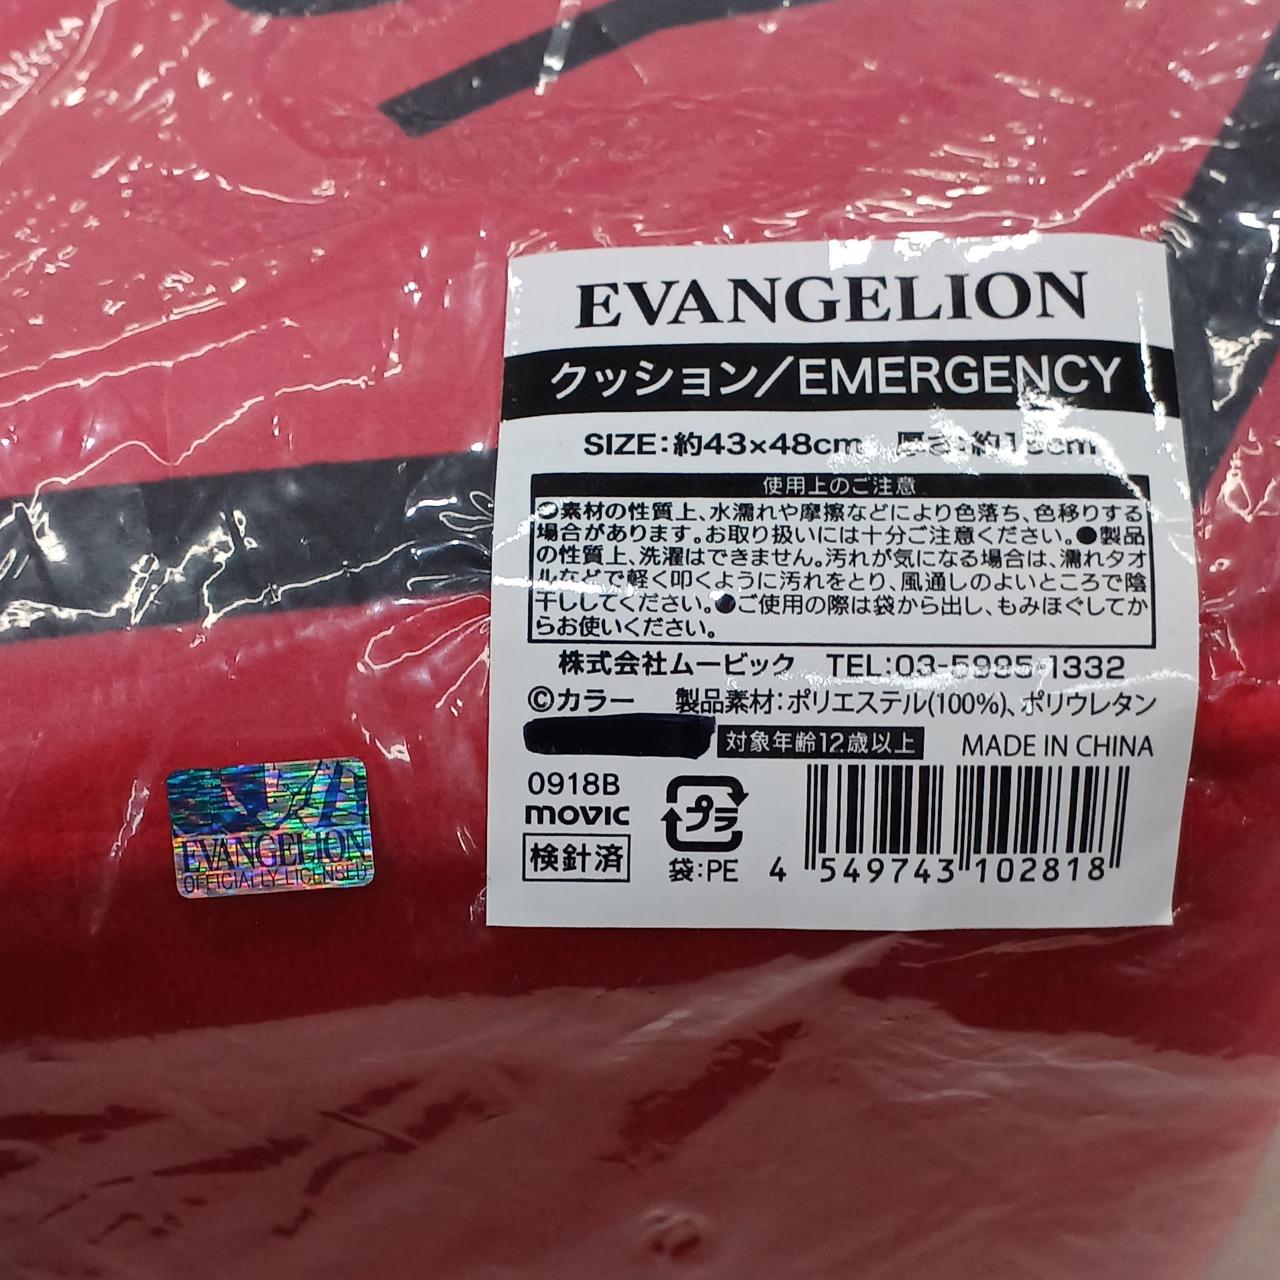 EVANGELION
クッション/EMERGENCY
SIZE:約43×48cm 厚さ:約15cm
使用上のご注意
●素材の性質上、水濡れや摩擦などにより色落ち、色移りする
場合があります。お取り扱いには十分ご注意ください。●製品
の性質上、洗濯はできません。汚れが気になる場合は、濡れタオ
ルなどで軽く叩くように汚れをとり、風通しのよいところで陰
干ししてください。●ご使用の際は袋から出し、もみほぐしてか
らお使いください。
株式会社ムービック TEL:03-5985-1332
©カラー 製品素材:ポリエステル(100%)、ポリウレタン
対象年齢12歳以上 MADE IN CHINA
0918B
movic
検針済
プラ
袋:PE
4 549743 102818
EVANGELION
OFFICIALLY LICENSED